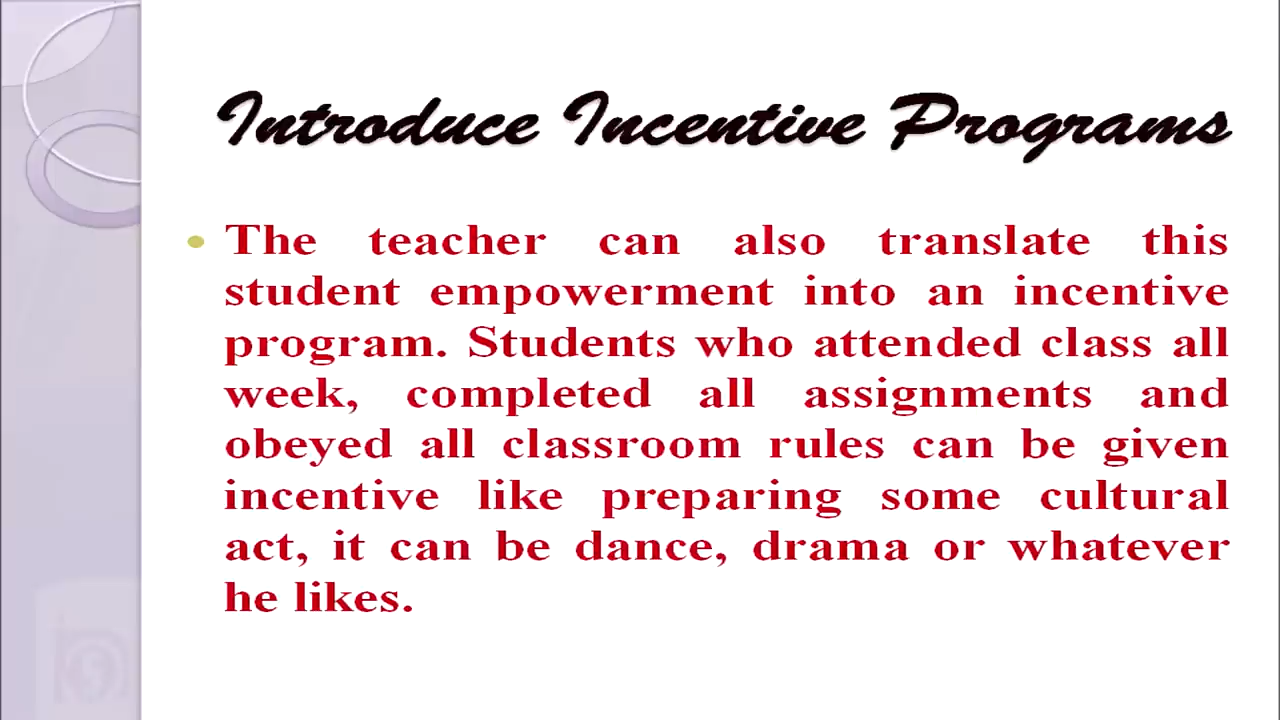 Introduce Incentive Programs
• The teacher can also translate this
student empowerment into an incentive
program. Students who attended class all
week, completed all assignments and
obeyed all classroom rules can be given
incentive like preparing some cultural
act, it can be dance, drama or whatever
he likes.